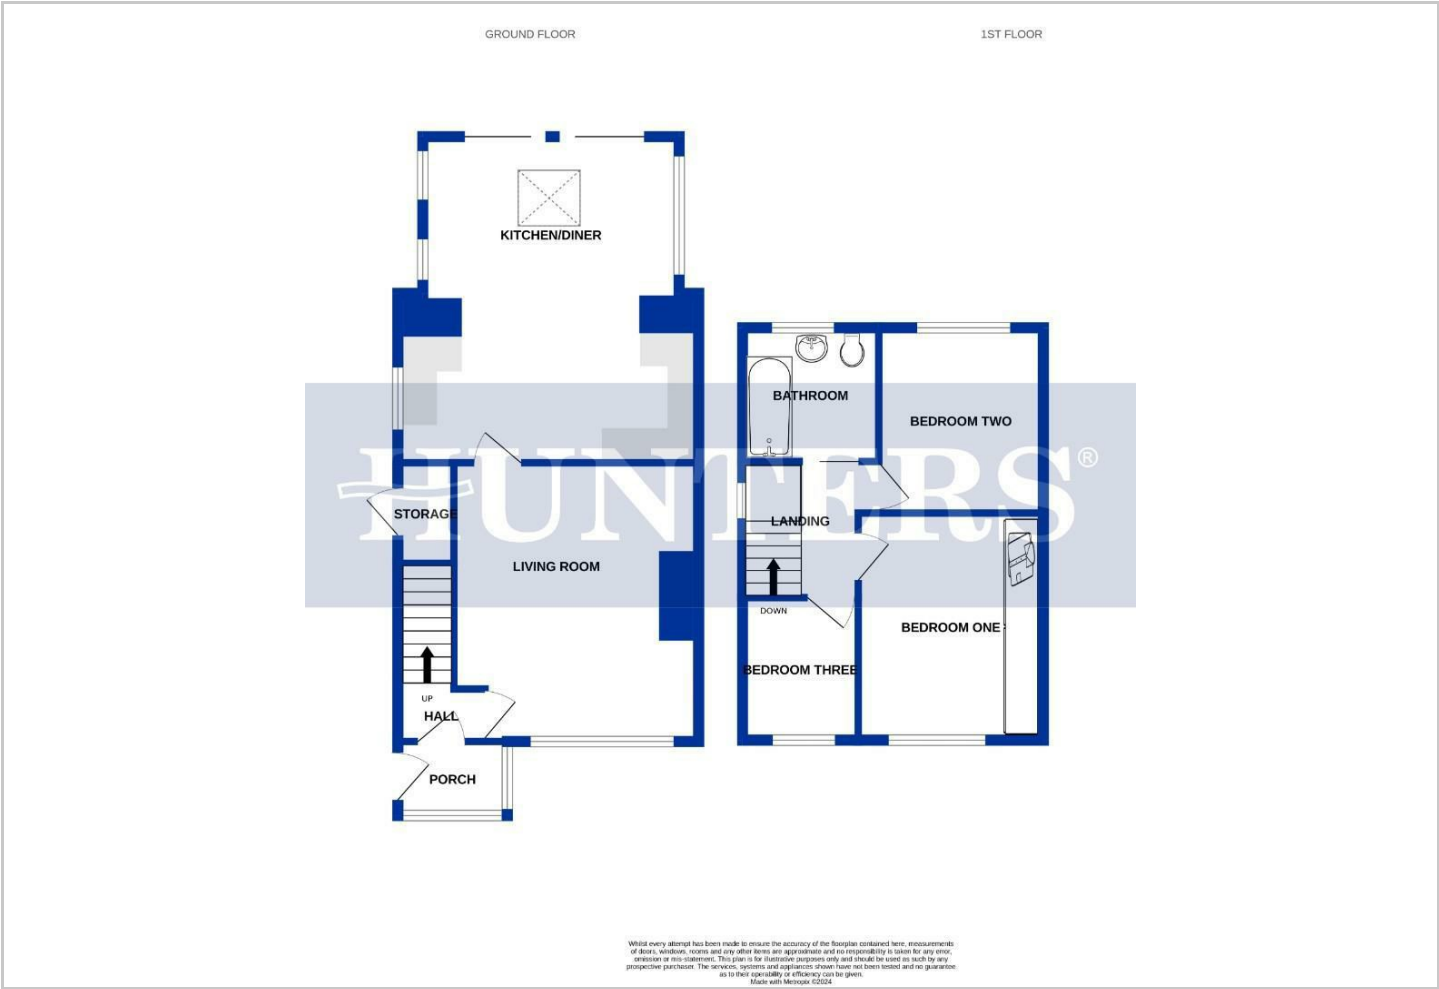 GROUND FLOOR
1ST FLOOR
KITCHEN/DINER
BATHROOM
BEDROOM TWO
HUNTERS®
STORAGE
LANDING
LIVING ROOM
DOWN
BEDROOM ONE
BEDROOM THREE
UP
HALL
PORCH
Whilst every attempt has been made to ensure the accuracy of the floorplan contained here, measurements
of doors, windows, rooms and any other items are approximate and no responsibility is taken for any error,
omission or mis-statement. This plan is for illustrative purposes only and should be used as such by any
prospective purchaser. The services, systems and appliances shown have not been tested and no guarantee
as to their operability or efficiency can be given.
Made with Metropix ©2024